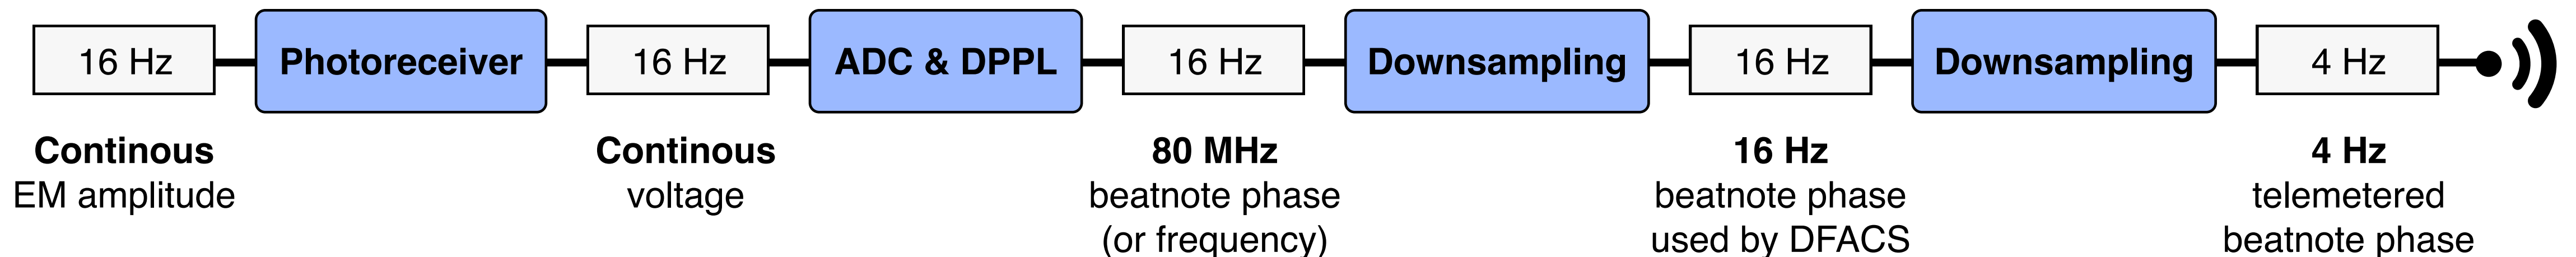 16 Hz
Photoreceiver
16 Hz
ADC & DPPL
16 Hz
Downsampling
16 Hz
Downsampling
4 Hz
Continous
EM amplitude
Continous
voltage
80 MHz
beatnote phase
(or frequency)
16 Hz
beatnote phase
used by DFACS
4 Hz
telemetered
beatnote phase